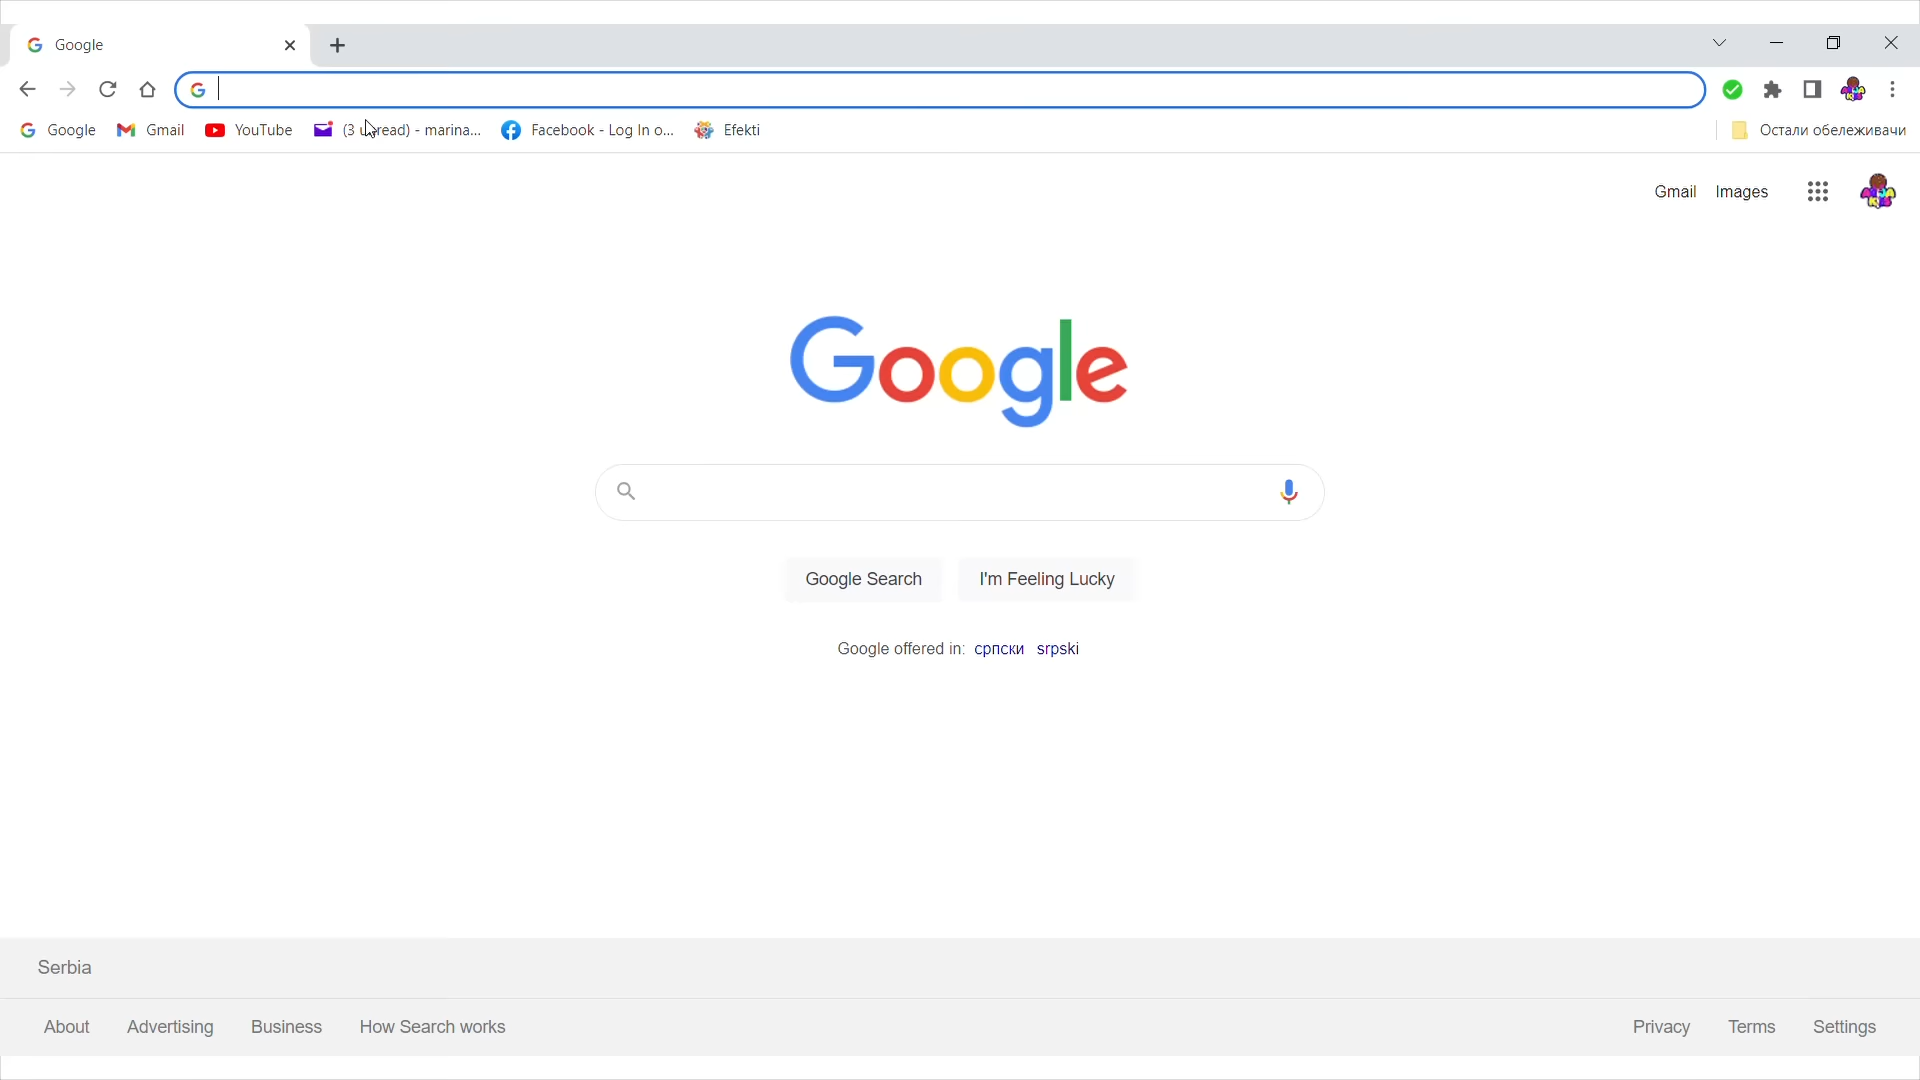 Google
Google
Gmail
YouTube
(3 unread) - marina...
Facebook - Log In o...
Efekti
Остали обележивачи
Gmail
Images
Google
Google Search
I'm Feeling Lucky
Google offered in: српски srpski
Serbia
About
Advertising
Business
How Search works
Privacy
Terms
Settings